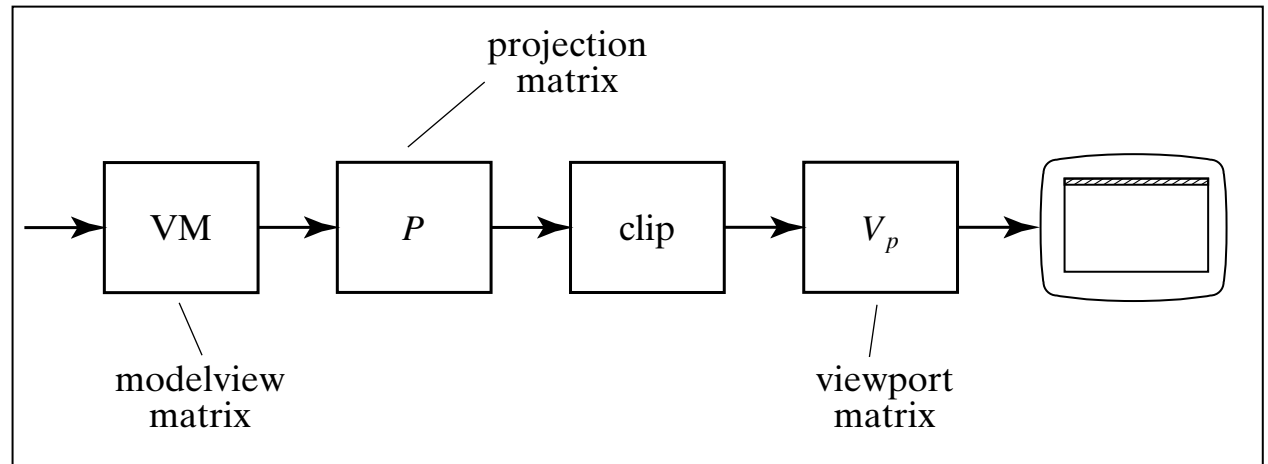 projection
matrix
VM
P
clip
V_p
modelview
matrix
viewport
matrix